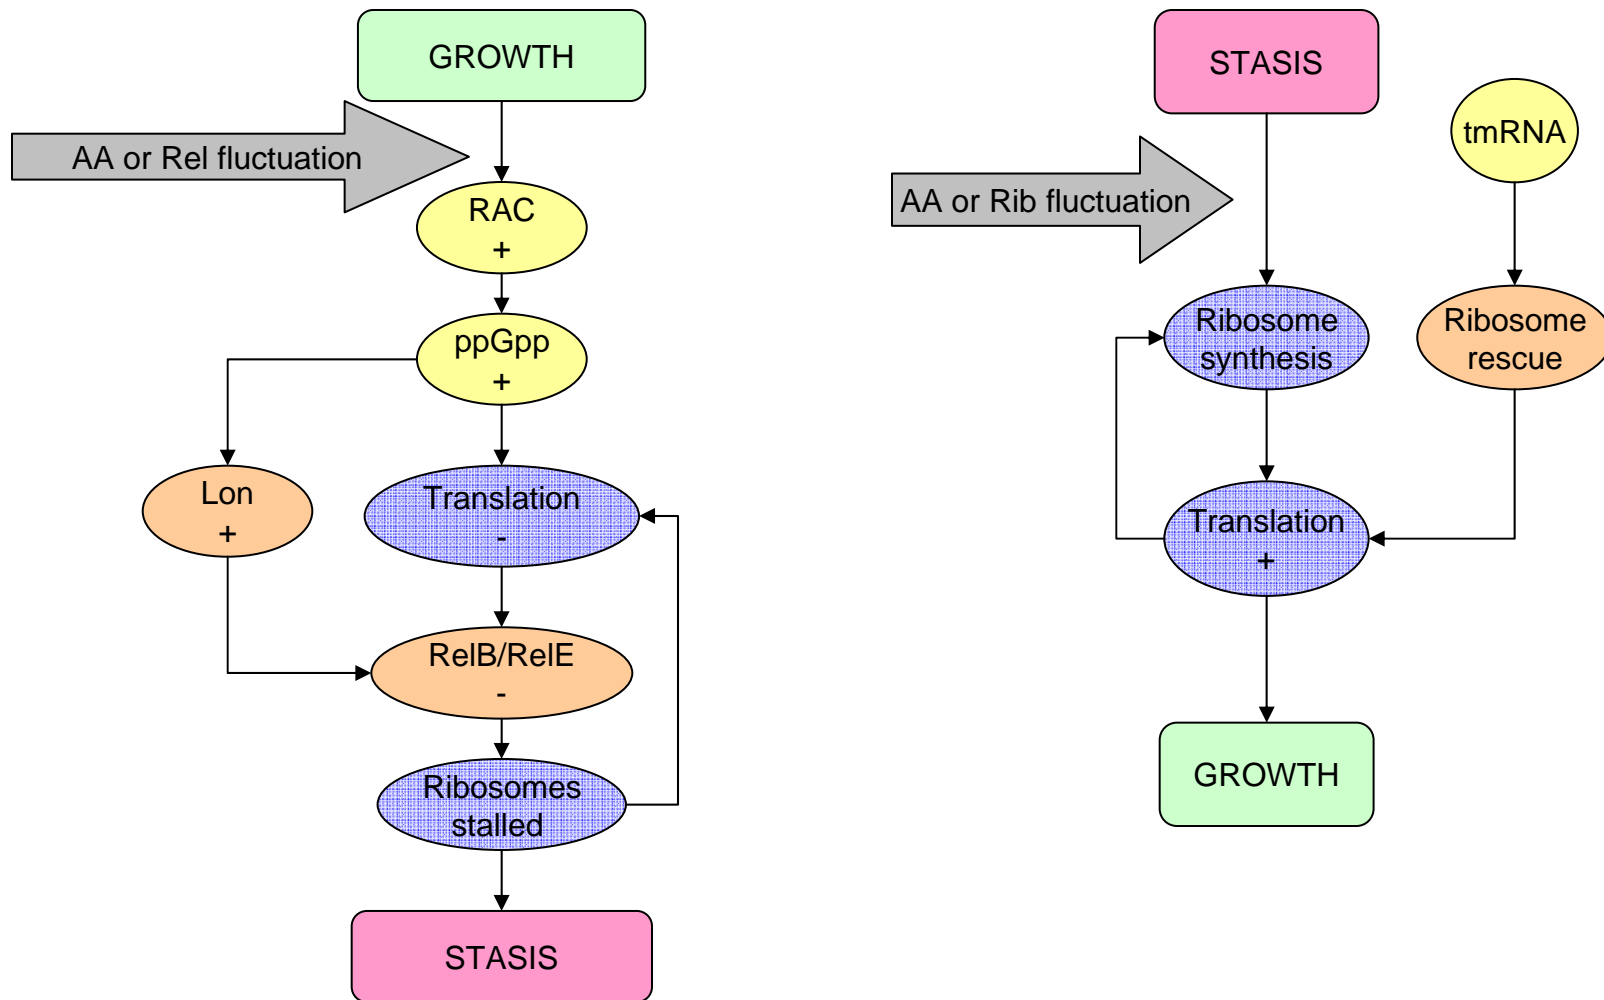 GROWTH
AA or Rel fluctuation
RAC
+
ppGpp
+
Lon
+
Translation
-
RelB/RelE
-
Ribosomes
stalled
STASIS
STASIS
tmRNA
AA or Rib fluctuation
Ribosome
synthesis
Ribosome
rescue
Translation
+
GROWTH